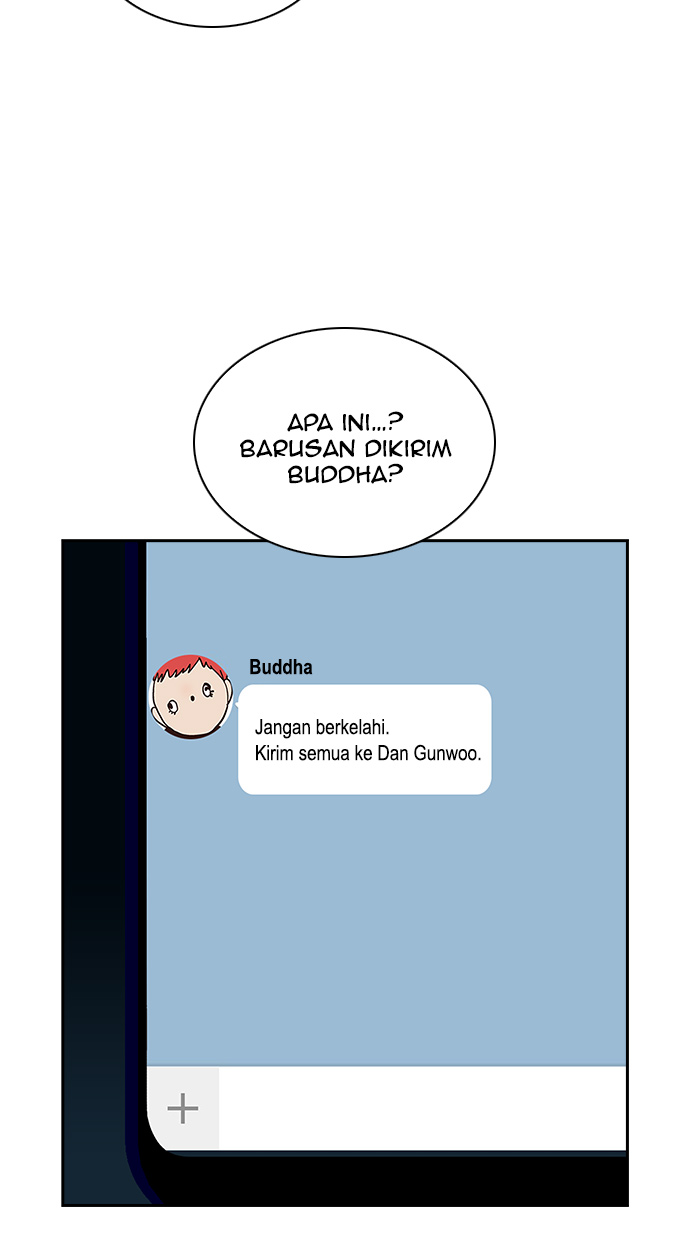 APA INI...?
BARUSAN DIKIRIM
BUDDHA?
Buddha
Jangan berkelahi.
Kirim semua ke Dan Gunwoo.